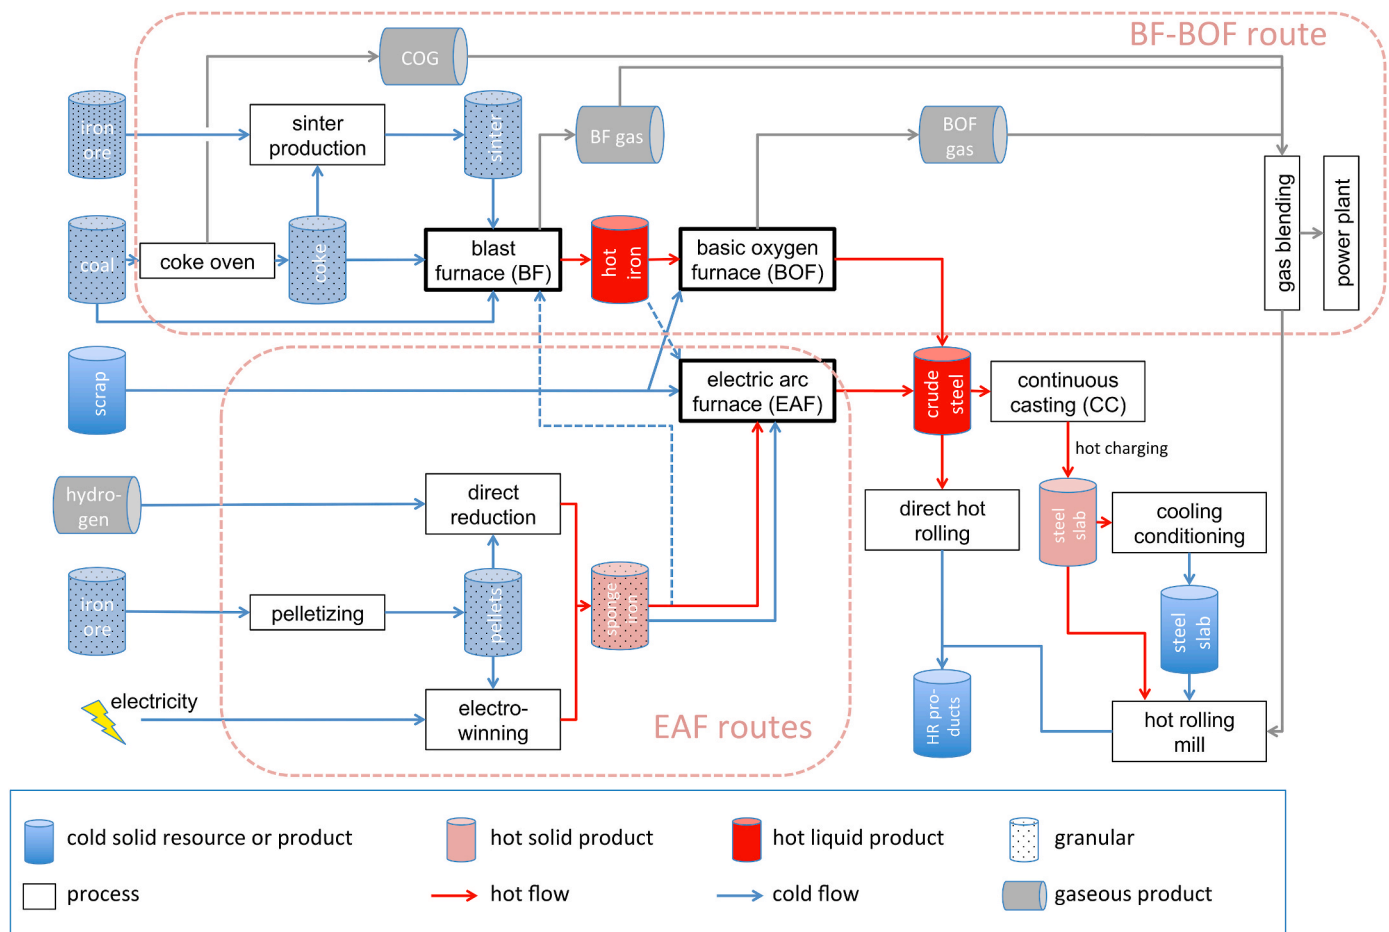 BF-BOF route
COG
iron
ore
sinter
production
sinter
BF gas
BOF
gas
coal
coke oven
coke
blast
furnace (BF)
hot
iron
basic oxygen
furnace (BOF)
gas blending
power plant
scrap
electric arc
furnace (EAF)
crude
steel
continuous
casting (CC)
hot charging
hydro-
gen
direct
reduction
direct hot
rolling
steel
slab
cooling
conditioning
iron
ore
pelletizing
pellets
sponge
iron
steel
slab
electricity
electro-
winning
EAF routes
HR pro-
ducts
hot rolling
mill
cold solid resource or product
hot solid product
hot liquid product
granular
process
hot flow
cold flow
gaseous product